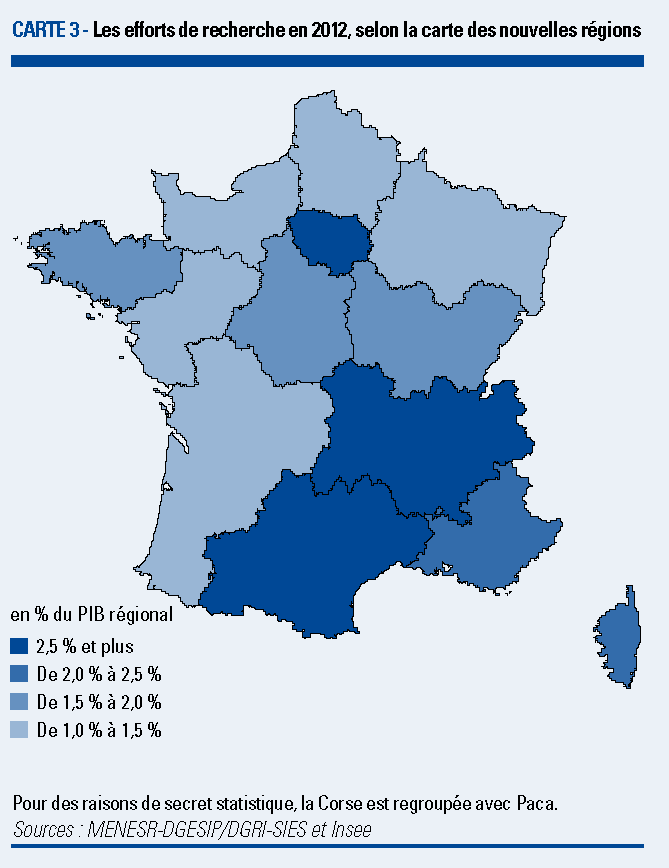 CARTE 3 - Les efforts de recherche en 2012, selon la carte des nouvelles régions
en % du PIB régional
2,5 % et plus
De 2,0 % à 2,5 %
De 1,5 % à 2,0 %
De 1,0 % à 1,5 %
Pour des raisons de secret statistique, la Corse est regroupée avec Paca.
Sources : MENESR-DGESIP/DGRI-SIES et Insee